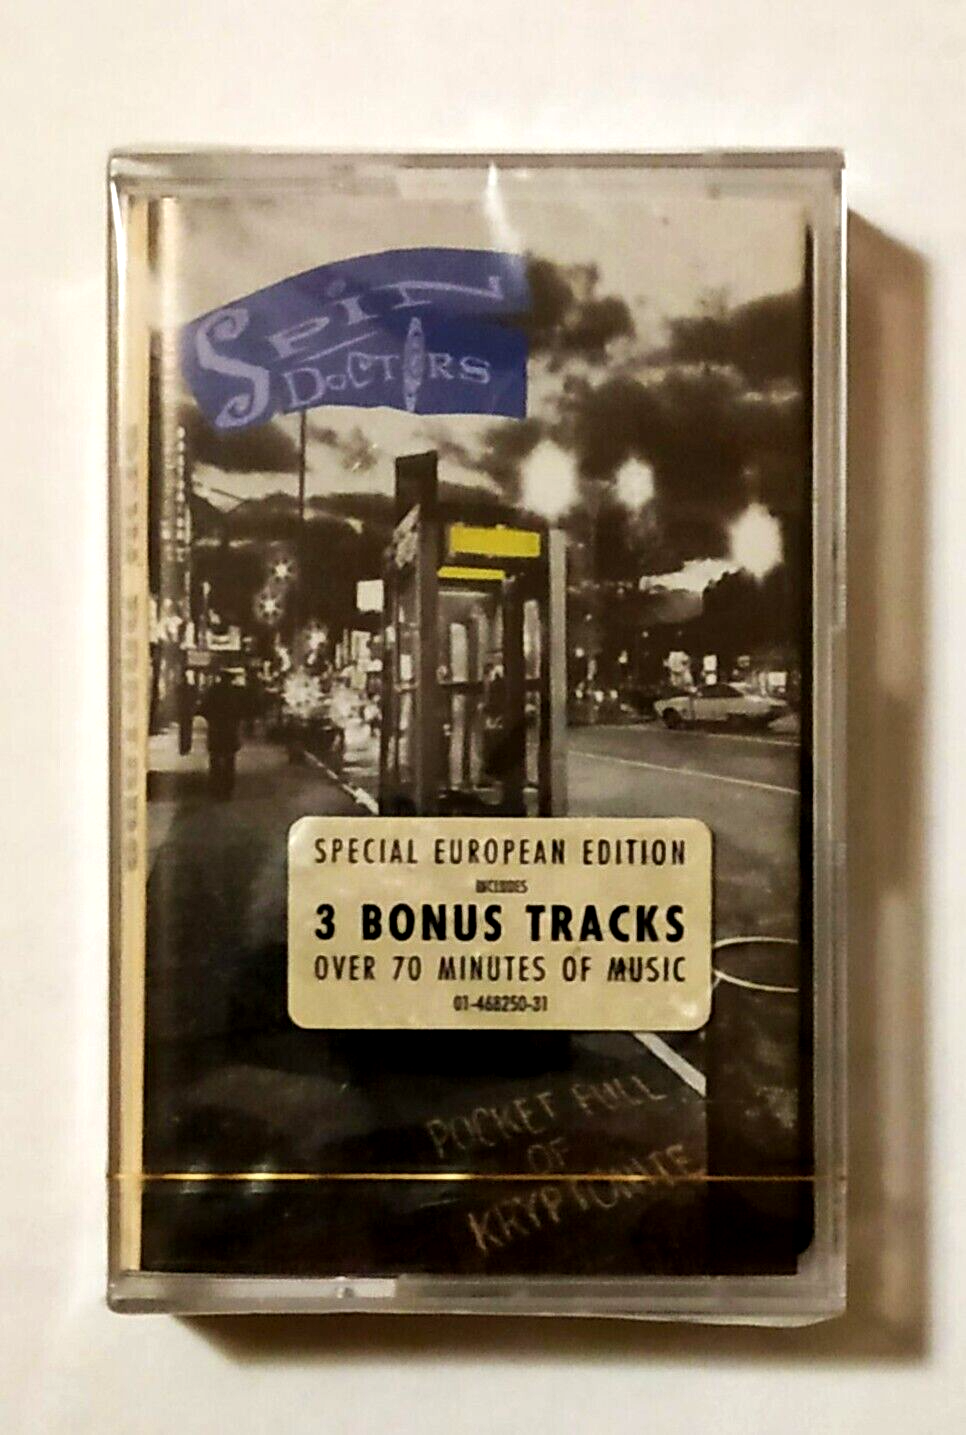 SPIN
DOCTORS
SPECIAL EUROPEAN EDITION
INCLUDES
3 BONUS TRACKS
OVER 70 MINUTES OF MUSIC
01-468250-31
POCKET FULL
OF
KRYPTONITE